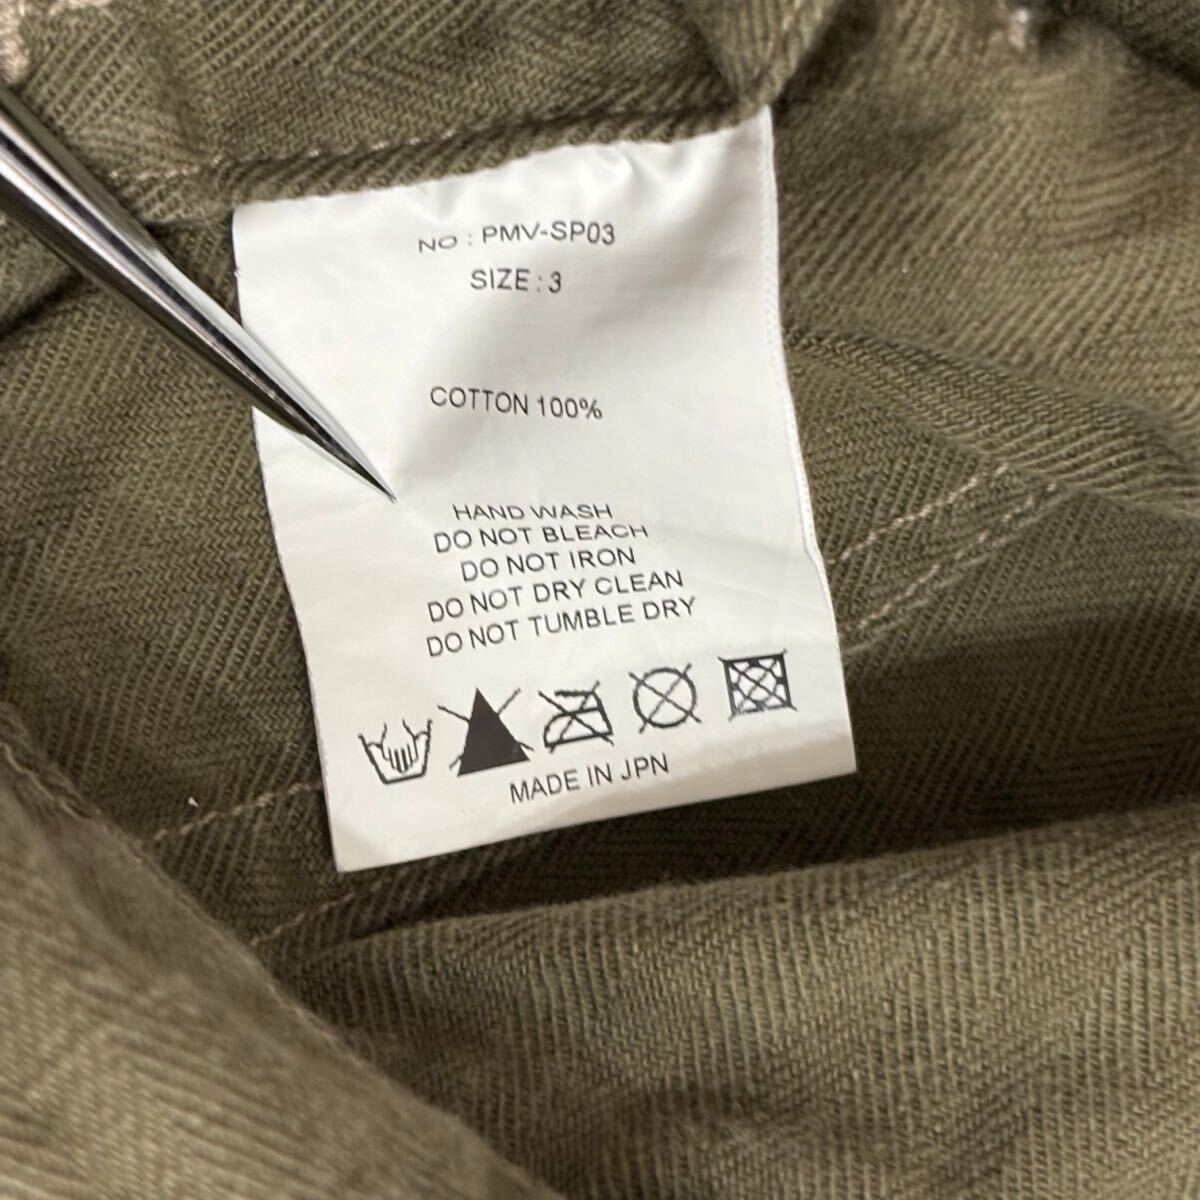 NO : PMV-SP03
SIZE : 3
COTTON 100%
HAND WASH
DO NOT BLEACH
DO NOT IRON
DO NOT DRY CLEAN
DO NOT TUMBLE DRY
MADE IN JPN